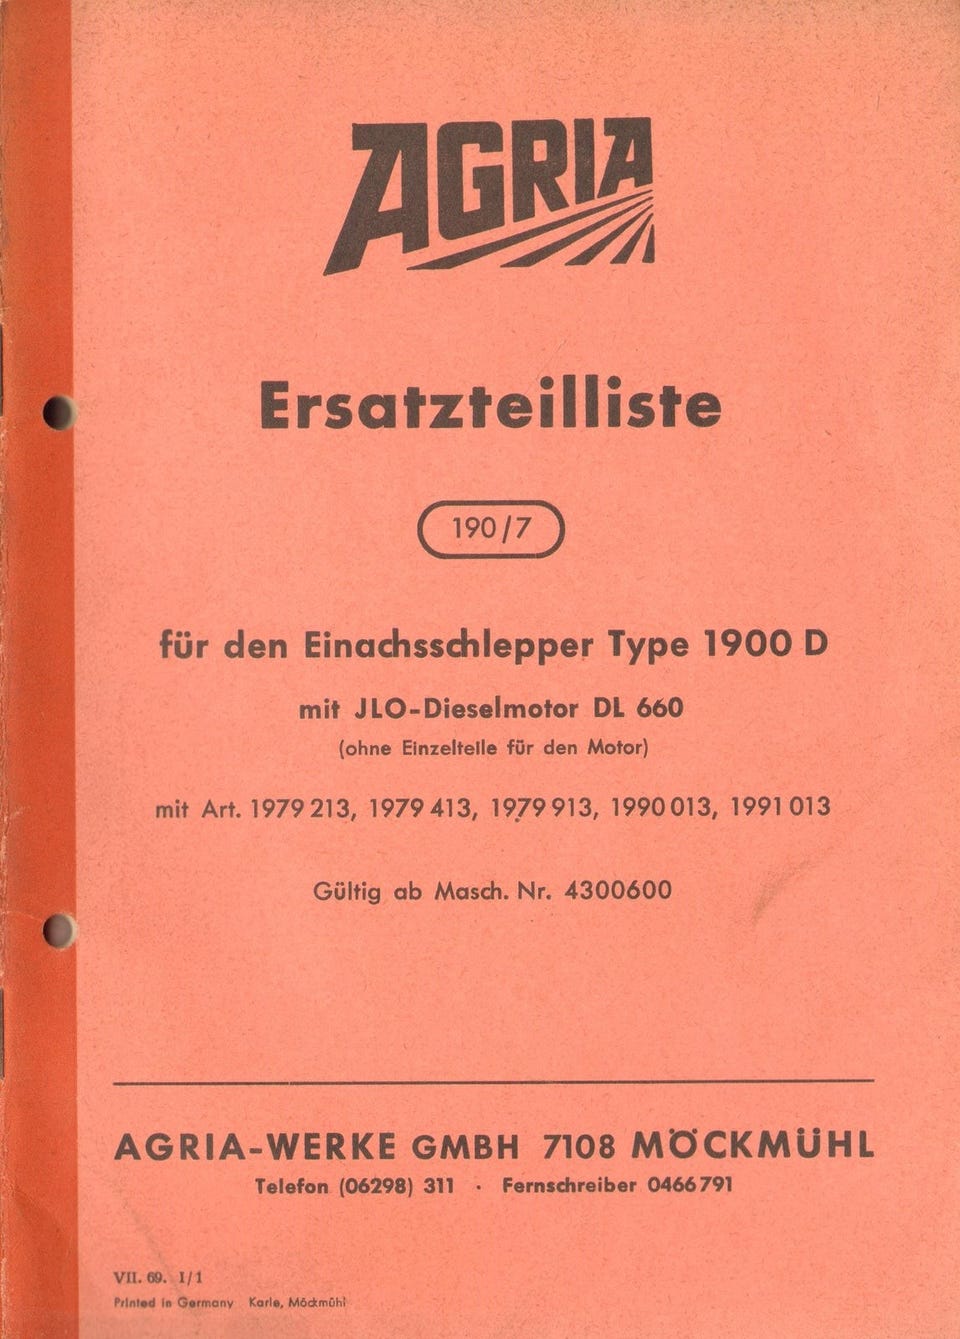 AGRIA
Ersatzteilliste
190/7
für den Einachsschlepper Type 1900 D
mit JLO-Dieselmotor DL 660
(ohne Einzelteile für den Motor)
mit Art. 1979 213, 1979 413, 1979 913, 1990 013, 1991 013
Gültig ab Masch. Nr. 4300600
AGRIA-WERKE GMBH 7108 MÖCKMÜHL
Telefon (06298) 311 · Fernschreiber 0466 791
VII. 69. 1/1
Printed in Germany Karle, Möckmühl